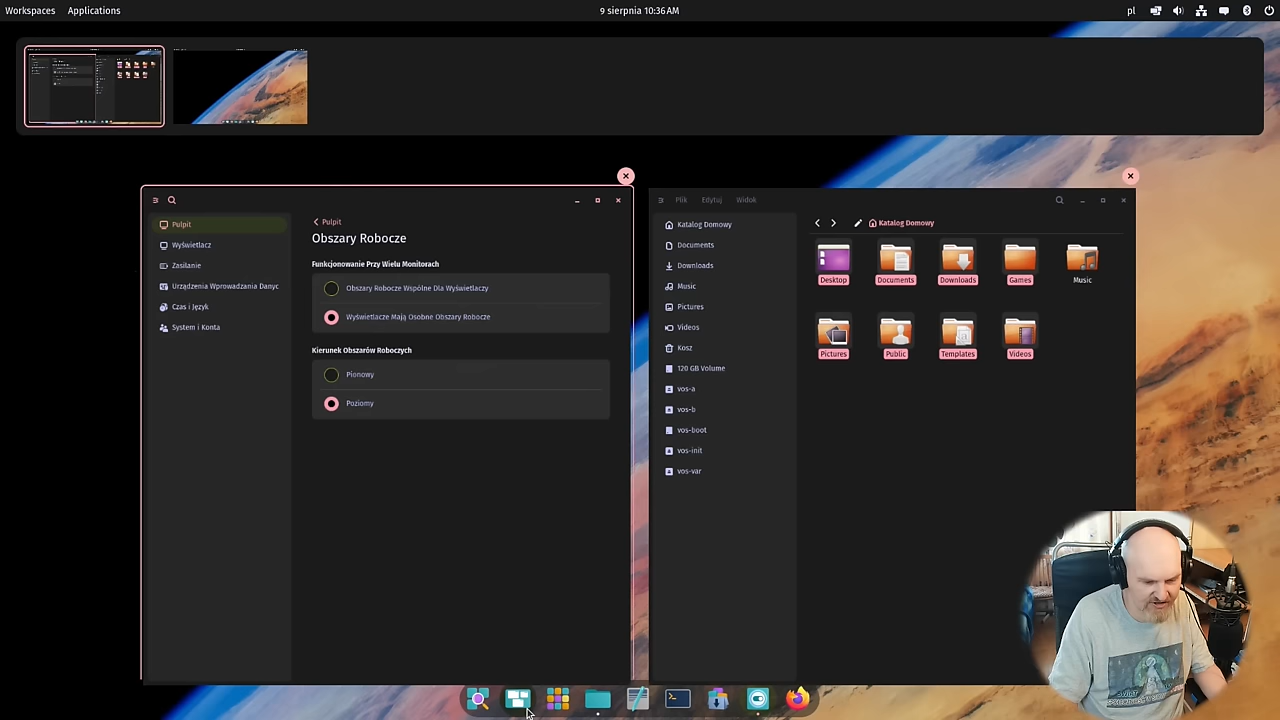 Workspaces
Applications
9 sierpnia 10:36 AM
pl
Pulpit
Wyświetlacz
Zasilanie
Urządzenia Wprowadzania Danyc
Czas i Język
System i Konta
Pulpit
Obszary Robocze
Funkcjonowanie Przy Wielu Monitorach
Obszary Robocze Wspólne Dla Wyświetlaczy
Wyświetlacze Mają Osobne Obszary Robocze
Kierunek Obszarów Roboczych
Pionowy
Poziomy
Plik
Edytuj
Widok
Katalog Domowy
Documents
Downloads
Music
Pictures
Videos
Kosz
120 GB Volume
vos-a
vos-b
vos-boot
vos-init
vos-var
Katalog Domowy
Desktop
Documents
Downloads
Games
Music
Pictures
Public
Templates
Videos